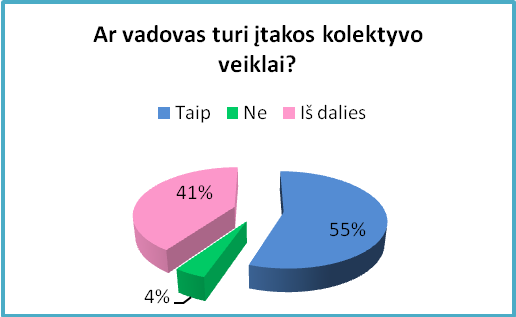 Ar vadovas turi įtakos kolektyvo
veiklai?
Taip Ne Iš dalies
41%
55%
4%